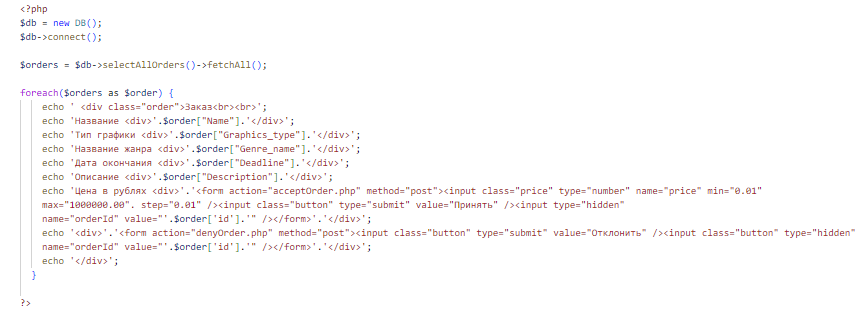 <?php
$db = new DB();
$db->connect();
$orders = $db->selectAllOrders()->fetchAll();
foreach($orders as $order) {
echo ' <div class="order">Заказ<br><br>';
echo 'Название <div>'.$order["Name"].'</div>';
echo 'Тип графики <div>'.$order["Graphics_type"].'</div>';
echo 'Название жанра <div>'.$order["Genre_name"].'</div>';
echo 'Дата окончания <div>'.$order["Deadline"].'</div>';
echo 'Описание <div>'.$order["Description"].'</div>';
echo 'Цена в рублях <div>'.'<form action="acceptOrder.php" method="post"><input class="price" type="number" name="price" min="0.01"
max="1000000.00". step="0.01" /><input class="button" type="submit" value="Принять" /><input type="hidden"
name="orderId" value="'.$order['id'].'" /></form>'.'</div>';
echo '<div>'.'<form action="denyOrder.php" method="post"><input class="button" type="submit" value="Отклонить" /><input class="button" type="hidden"
name="orderId" value="'.$order['id'].'" /></form>'.'</div>';
echo '</div>';
}
?>